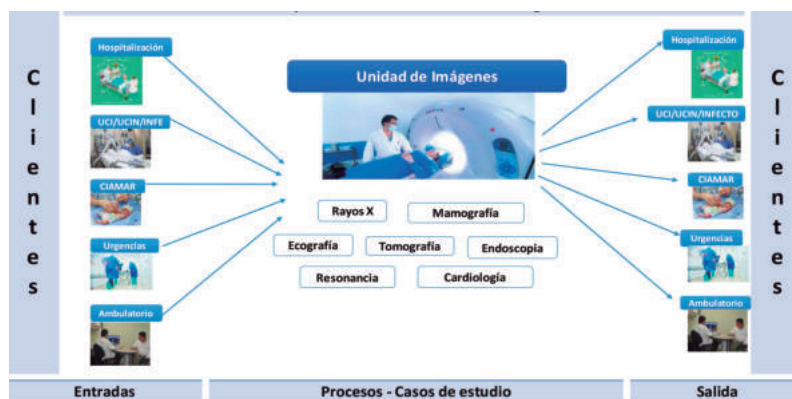 Clientes
Hospitalización
UCI/UCIN/INFE
CIAMAR
Urgencias
Ambulatorio
Unidad de Imágenes
Rayos X
Mamografía
Ecografía
Tomografía
Endoscopia
Resonancia
Cardiología
Hospitalización
UCI/UCIN/INFECTO
CIAMAR
Urgencias
Ambulatorio
Clientes
Entradas
Procesos - Casos de estudio
Salida